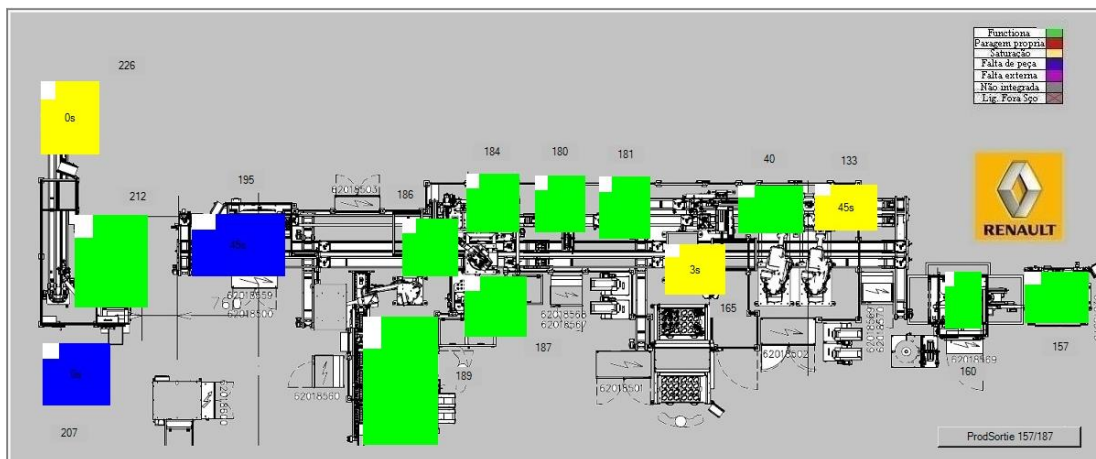 Functiona
Paragem propria
Saturação
Falta de peça
Falta externa
Não integrada
Lig. Fora Sço
226
0s
184
180
181
40
133
212
195
62018503
186
45s
RENAULT
45s
3s
62018559
62018500
62018568
62018567
187
165
62018502
62018569
157
160
62018560
189
62018501
207
ProdSortie 157/187